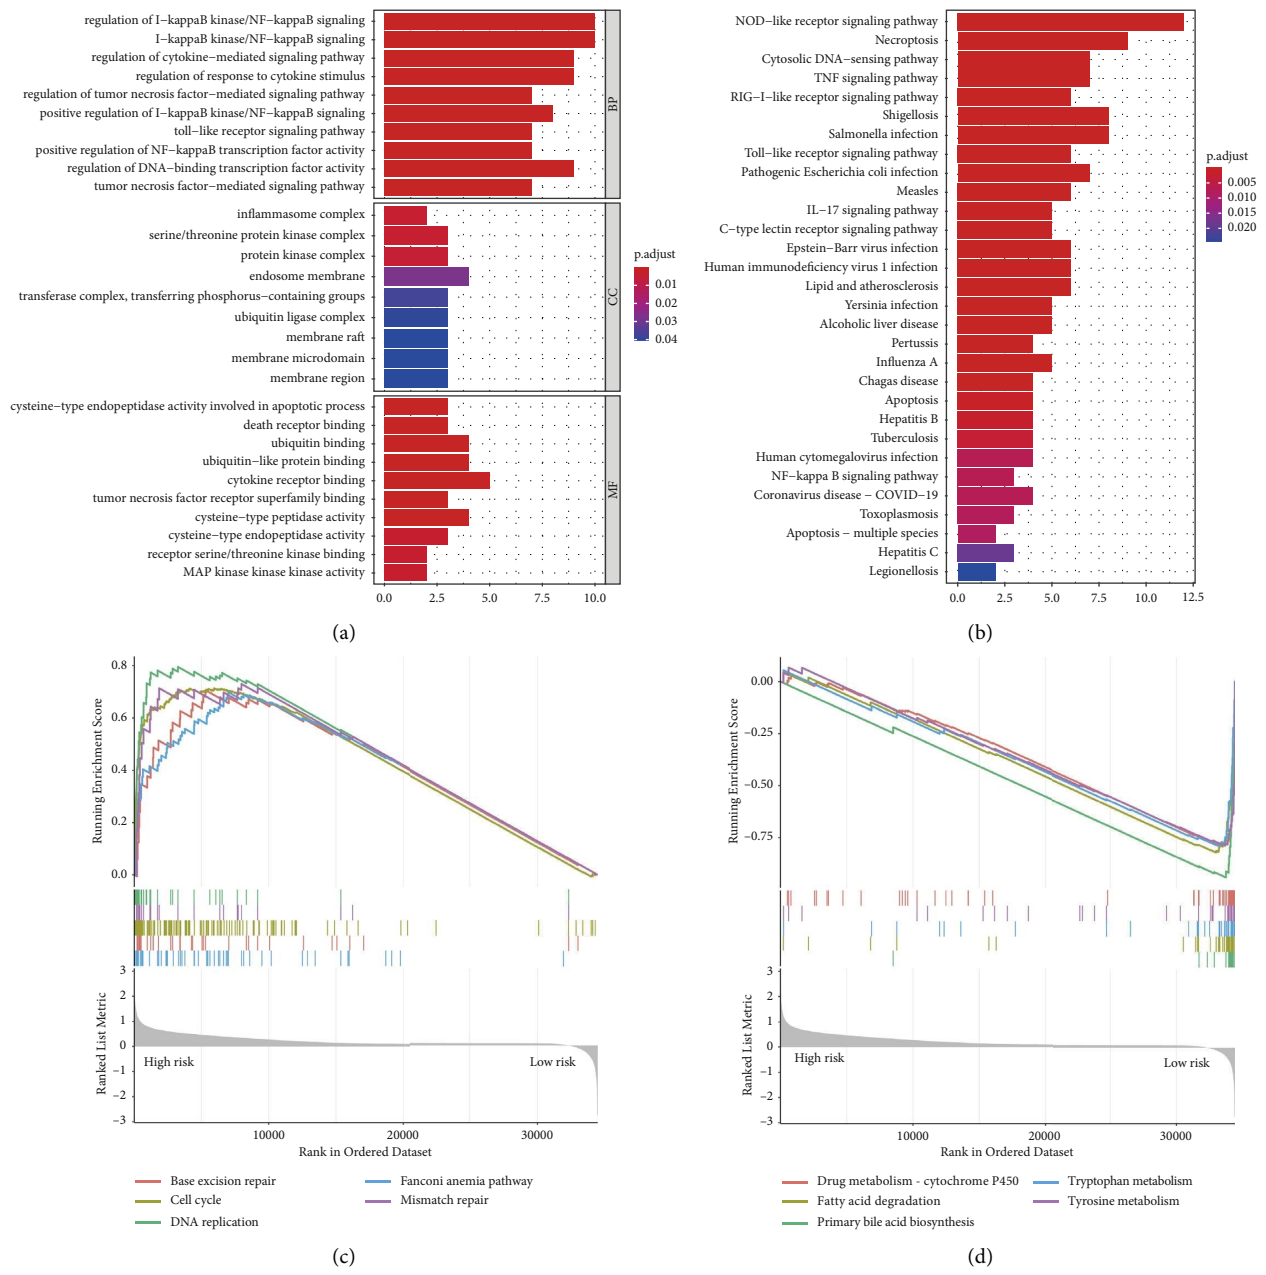 regulation of I−kappaB kinase/NF−kappaB signaling
I−kappaB kinase/NF−kappaB signaling
regulation of cytokine−mediated signaling pathway
regulation of response to cytokine stimulus
regulation of tumor necrosis factor−mediated signaling pathway
positive regulation of I−kappaB kinase/NF−kappaB signaling
toll−like receptor signaling pathway
positive regulation of NF−kappaB transcription factor activity
regulation of DNA−binding transcription factor activity
tumor necrosis factor−mediated signaling pathway
BP
inflammasome complex
serine/threonine protein kinase complex
protein kinase complex
endosome membrane
transferase complex, transferring phosphorus−containing groups
ubiquitin ligase complex
membrane raft
membrane microdomain
membrane region
CC
cysteine−type endopeptidase activity involved in apoptotic process
death receptor binding
ubiquitin binding
ubiquitin−like protein binding
cytokine receptor binding
tumor necrosis factor receptor superfamily binding
cysteine−type peptidase activity
cysteine−type endopeptidase activity
receptor serine/threonine kinase binding
MAP kinase kinase kinase activity
MF
0.0 2.5 5.0 7.5 10.0
p.adjust
0.01
0.02
0.03
0.04
(a)
NOD−like receptor signaling pathway
Necroptosis
Cytosolic DNA−sensing pathway
TNF signaling pathway
RIG−I−like receptor signaling pathway
Shigellosis
Salmonella infection
Toll−like receptor signaling pathway
Pathogenic Escherichia coli infection
Measles
IL−17 signaling pathway
C−type lectin receptor signaling pathway
Epstein−Barr virus infection
Human immunodeficiency virus 1 infection
Lipid and atherosclerosis
Yersinia infection
Alcoholic liver disease
Pertussis
Influenza A
Chagas disease
Apoptosis
Hepatitis B
Tuberculosis
Human cytomegalovirus infection
NF−kappa B signaling pathway
Coronavirus disease − COVID−19
Toxoplasmosis
Apoptosis − multiple species
Hepatitis C
Legionellosis
0.0 2.5 5.0 7.5 10.0 12.5
p.adjust
0.005
0.010
0.015
0.020
(b)
Running Enrichment Score
0.8
0.6
0.4
0.2
0.0
Ranked List Metric
3
2
1
0
−1
−2
−3
High risk
Low risk
10000 20000 30000
Rank in Ordered Dataset
Base excision repair
Cell cycle
DNA replication
Fanconi anemia pathway
Mismatch repair
(c)
Running Enrichment Score
0.00
−0.25
−0.50
−0.75
Ranked List Metric
3
2
1
0
−1
−2
−3
High risk
Low risk
10000 20000 30000
Rank in Ordered Dataset
Drug metabolism - cytochrome P450
Fatty acid degradation
Primary bile acid biosynthesis
Tryptophan metabolism
Tyrosine metabolism
(d)